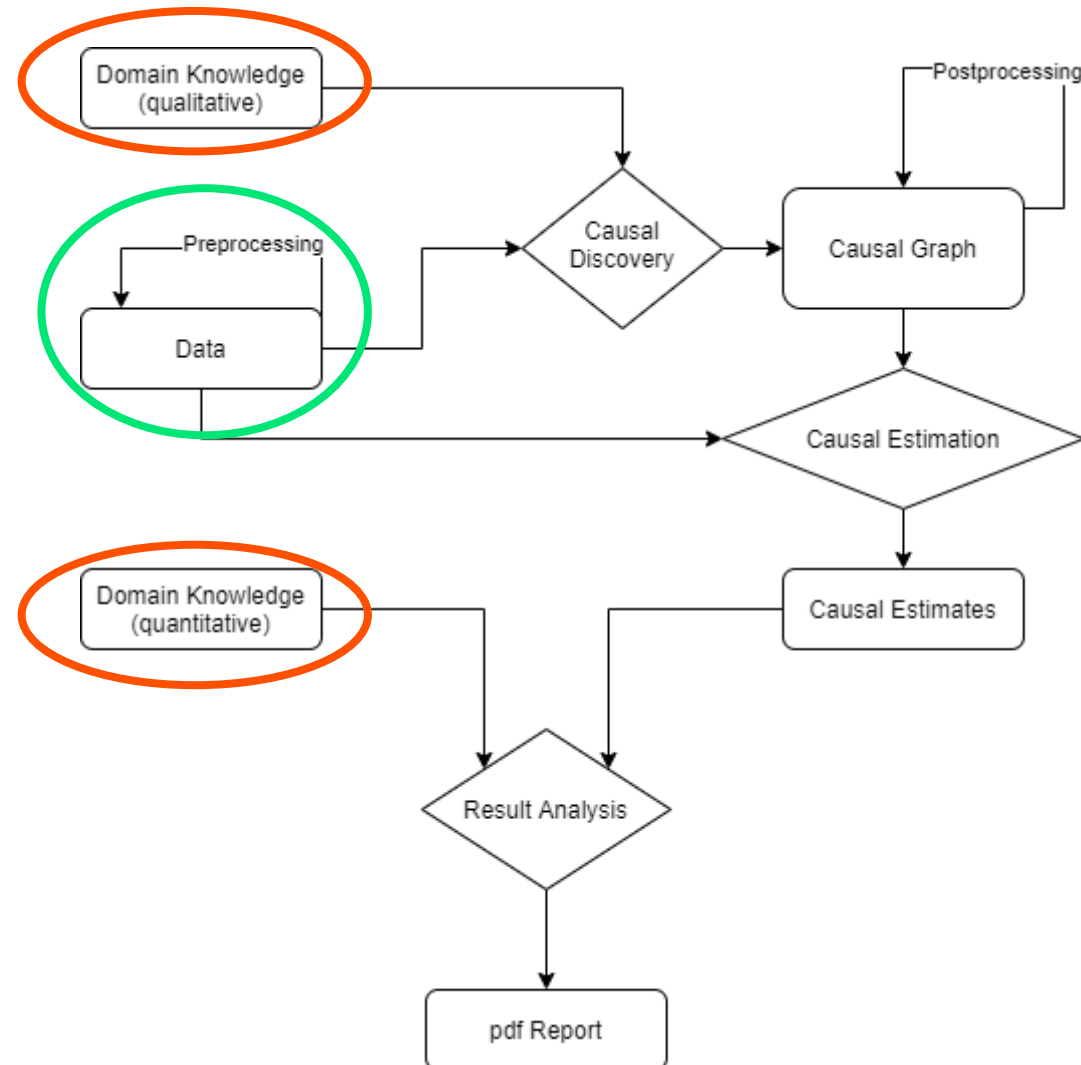 Domain Knowledge
(qualitative)
Postprocessing
Preprocessing
Causal
Discovery
Causal Graph
Data
Causal Estimation
Domain Knowledge
(quantitative)
Causal Estimates
Result Analysis
pdf Report